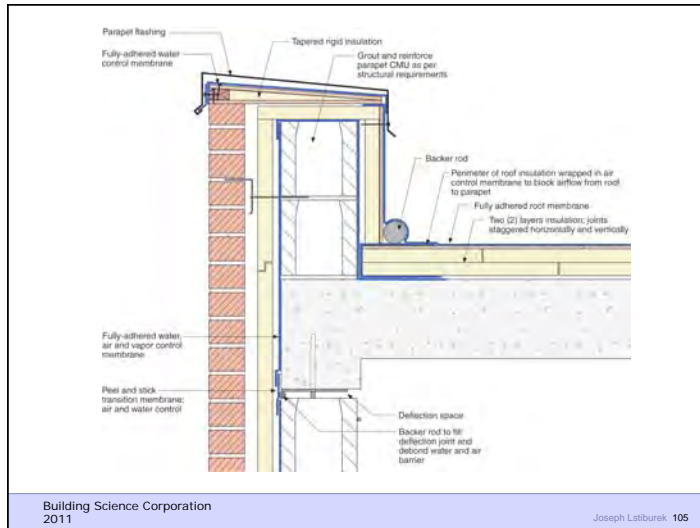 Parapet flashing
Fully-adhered water
control membrane
Tapered rigid insulation
Grout and reinforce
parapet CMU as per
structural requirements
Backer rod
Perimeter of roof insulation wrapped in air
control membrane to block airflow from roof
to parapet
Fully adhered roof membrane
Two (2) layers insulation; joints
staggered horizontally and vertically
Fully-adhered water,
air and vapor control
membrane
Peel and stick
transition membrane;
air and water control
Deflection space
Backer rod to fill
deflection joint and
debond water and air
barrier
Building Science Corporation
2011
Joseph Lstiburek 105